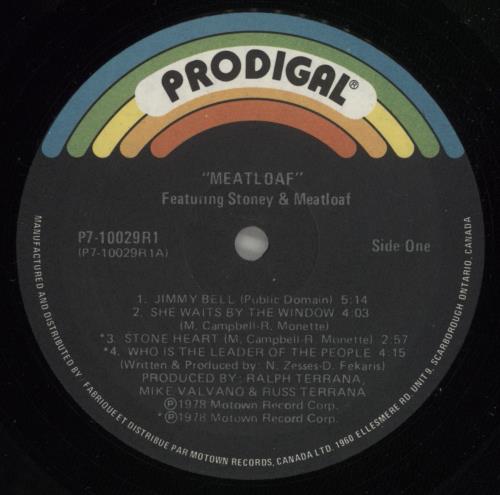 PRODIGAL®
"MEATLOAF"
Featuring Stoney & Meatloaf
P7-10029R1
(P7-10029R1A)
Side One
1. JIMMY BELL (Public Domain) 5:14
2. SHE WAITS BY THE WINDOW 4:03
(M. Campbell-R. Monette)
*3. STONE HEART (M. Campbell-R. Monette) 2:57
*4. WHO IS THE LEADER OF THE PEOPLE 4:15
(Written & Produced by: N. Zesses-D. Fekaris)
PRODUCED BY: RALPH TERRANA,
MIKE VALVANO & RUSS TERRANA
℗1978 Motown Record Corp.
*℗1978 Motown Record Corp.
MANUFACTURED AND DISTRIBUTED BY / FABRIQUE ET DISTRIBUE PAR MOTOWN RECORDS, CANADA LTD. 1960 ELLESMERE RD. UNIT 9, SCARBOROUGH ONTARIO, CANADA